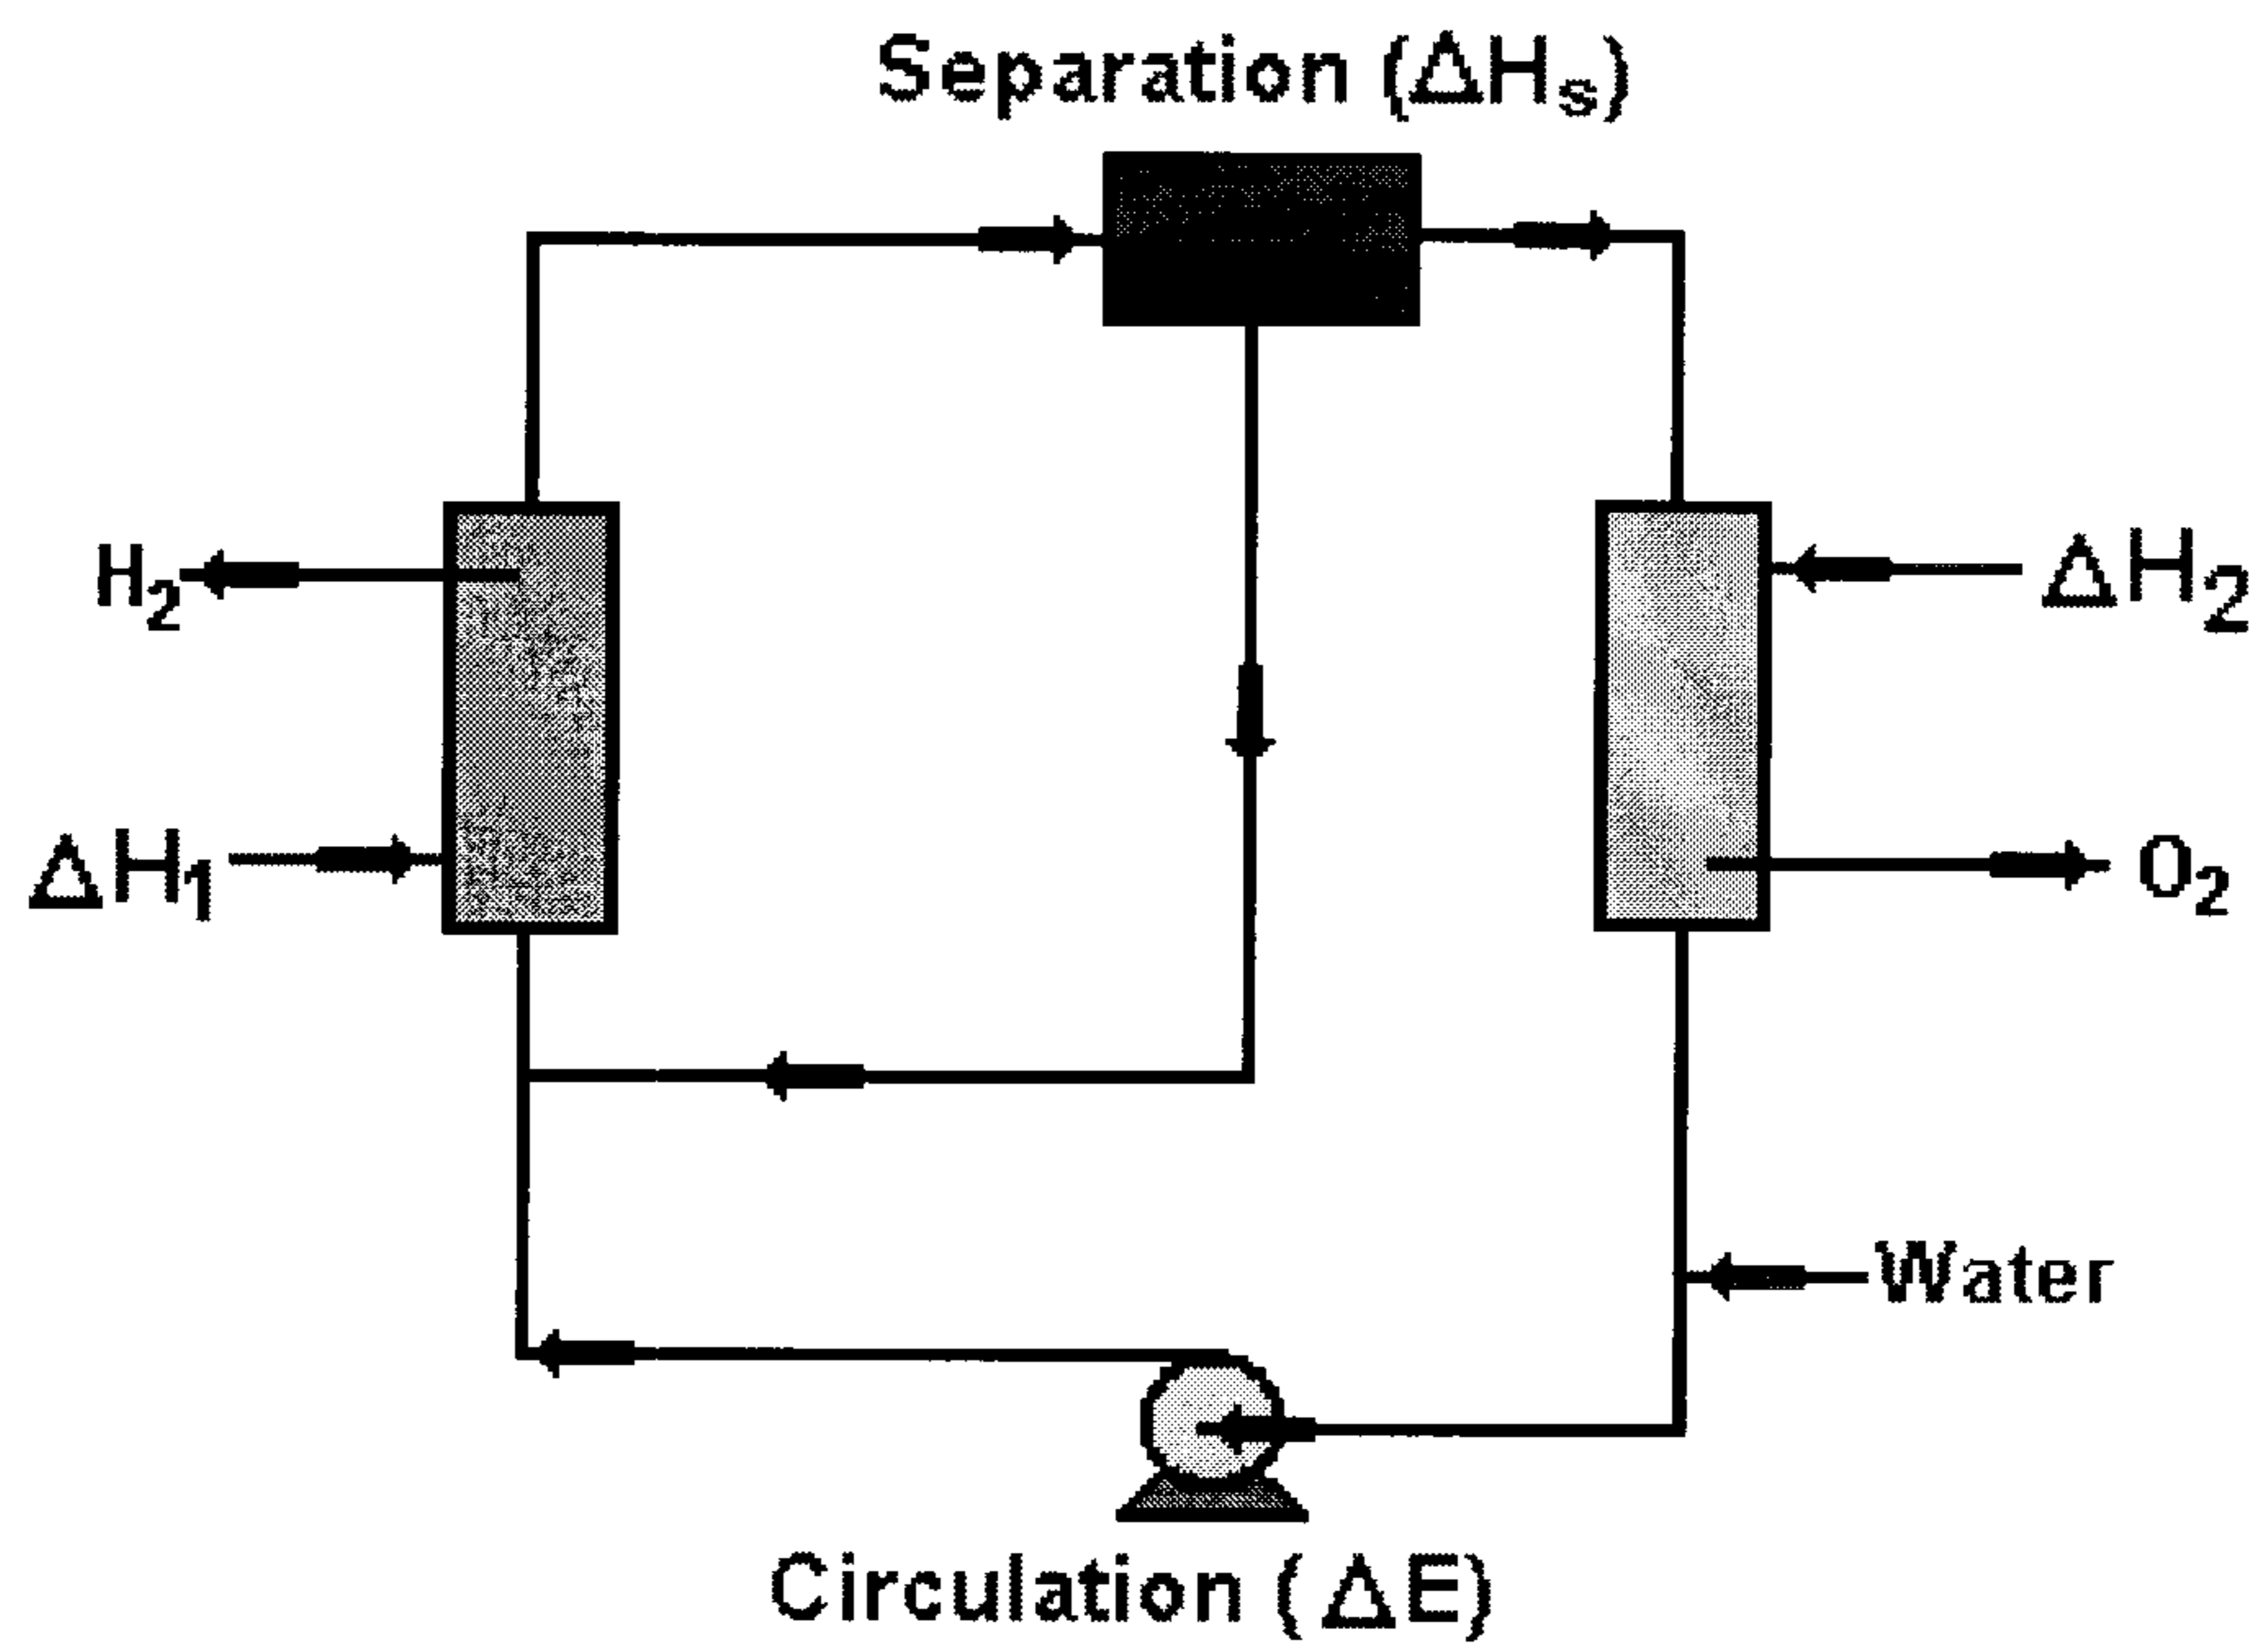 Separation (ΔHs)
H2
ΔH2
ΔH1
O2
Water
Circulation (ΔE)